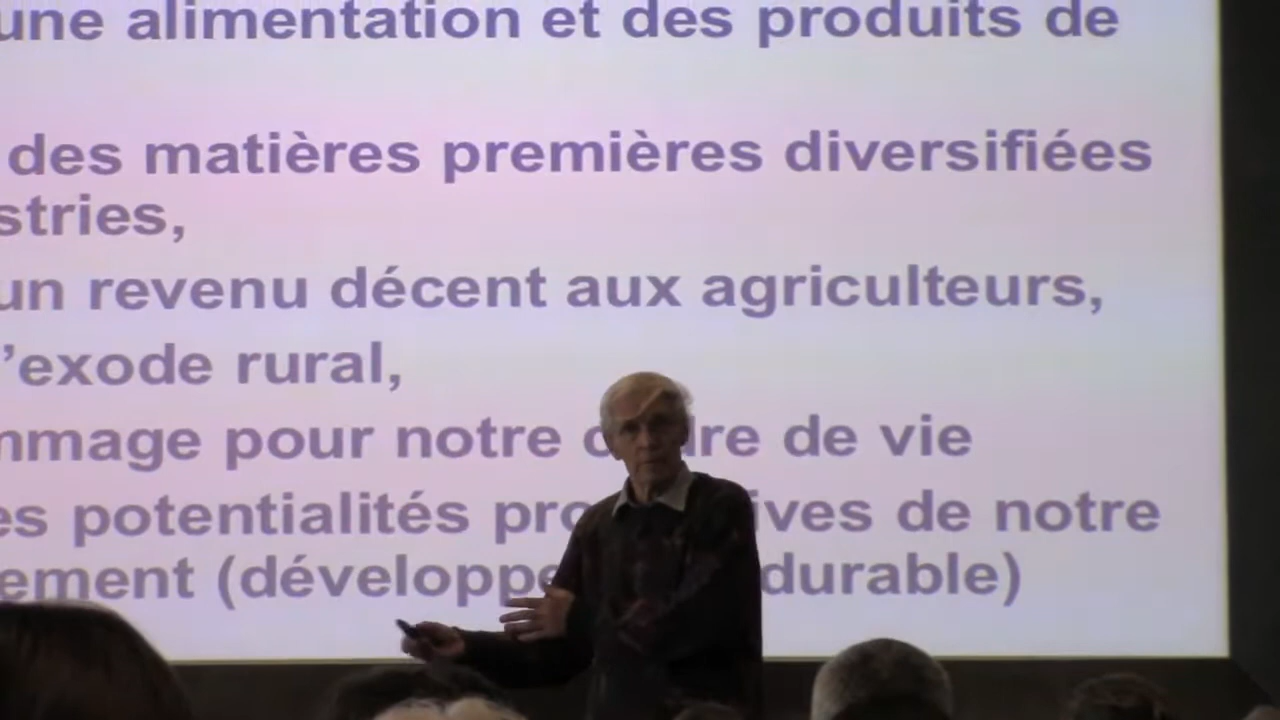 une alimentation et des produits de
des matières premières diversifiées
stries,
un revenu décent aux agriculteurs,
’exode rural,
mmage pour notre dre de vie
es potentialités pro ives de notre
ement (développe durable)